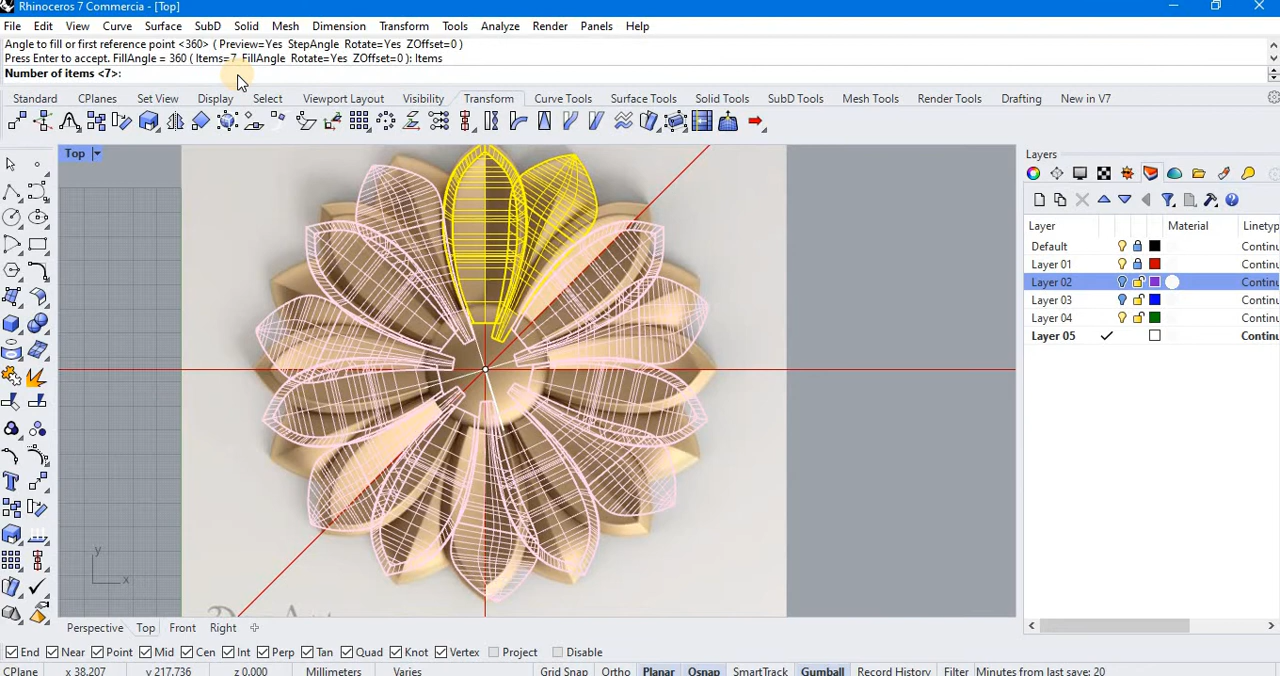 Rhinoceros 7 Commercia - [Top]
File Edit View Curve Surface SubD Solid Mesh Dimension Transform Tools Analyze Render Panels Help
Angle to fill or first reference point <360> ( Preview=Yes StepAngle Rotate=Yes ZOffset=0 )
Press Enter to accept. FillAngle = 360 ( Items=7 FillAngle Rotate=Yes ZOffset=0 ): Items
Number of items <7>:
Standard CPlanes Set View Display Select Viewport Layout Visibility Transform Curve Tools Surface Tools Solid Tools SubD Tools Mesh Tools Render Tools Drafting New in V7
Top
Layers
Layer Material Linety
Default Continu
Layer 01 Continu
Layer 02 Continu
Layer 03 Continu
Layer 04 Continu
Layer 05 Continu
y
x
Perspective Top Front Right
End Near Point Mid Cen Int Perp Tan Quad Knot Vertex Project Disable
CPlane x 38.207 y 217.736 z 0.000 Millimeters Varies Grid Snap Ortho Planar Osnap SmartTrack Gumball Record History Filter Minutes from last save: 20